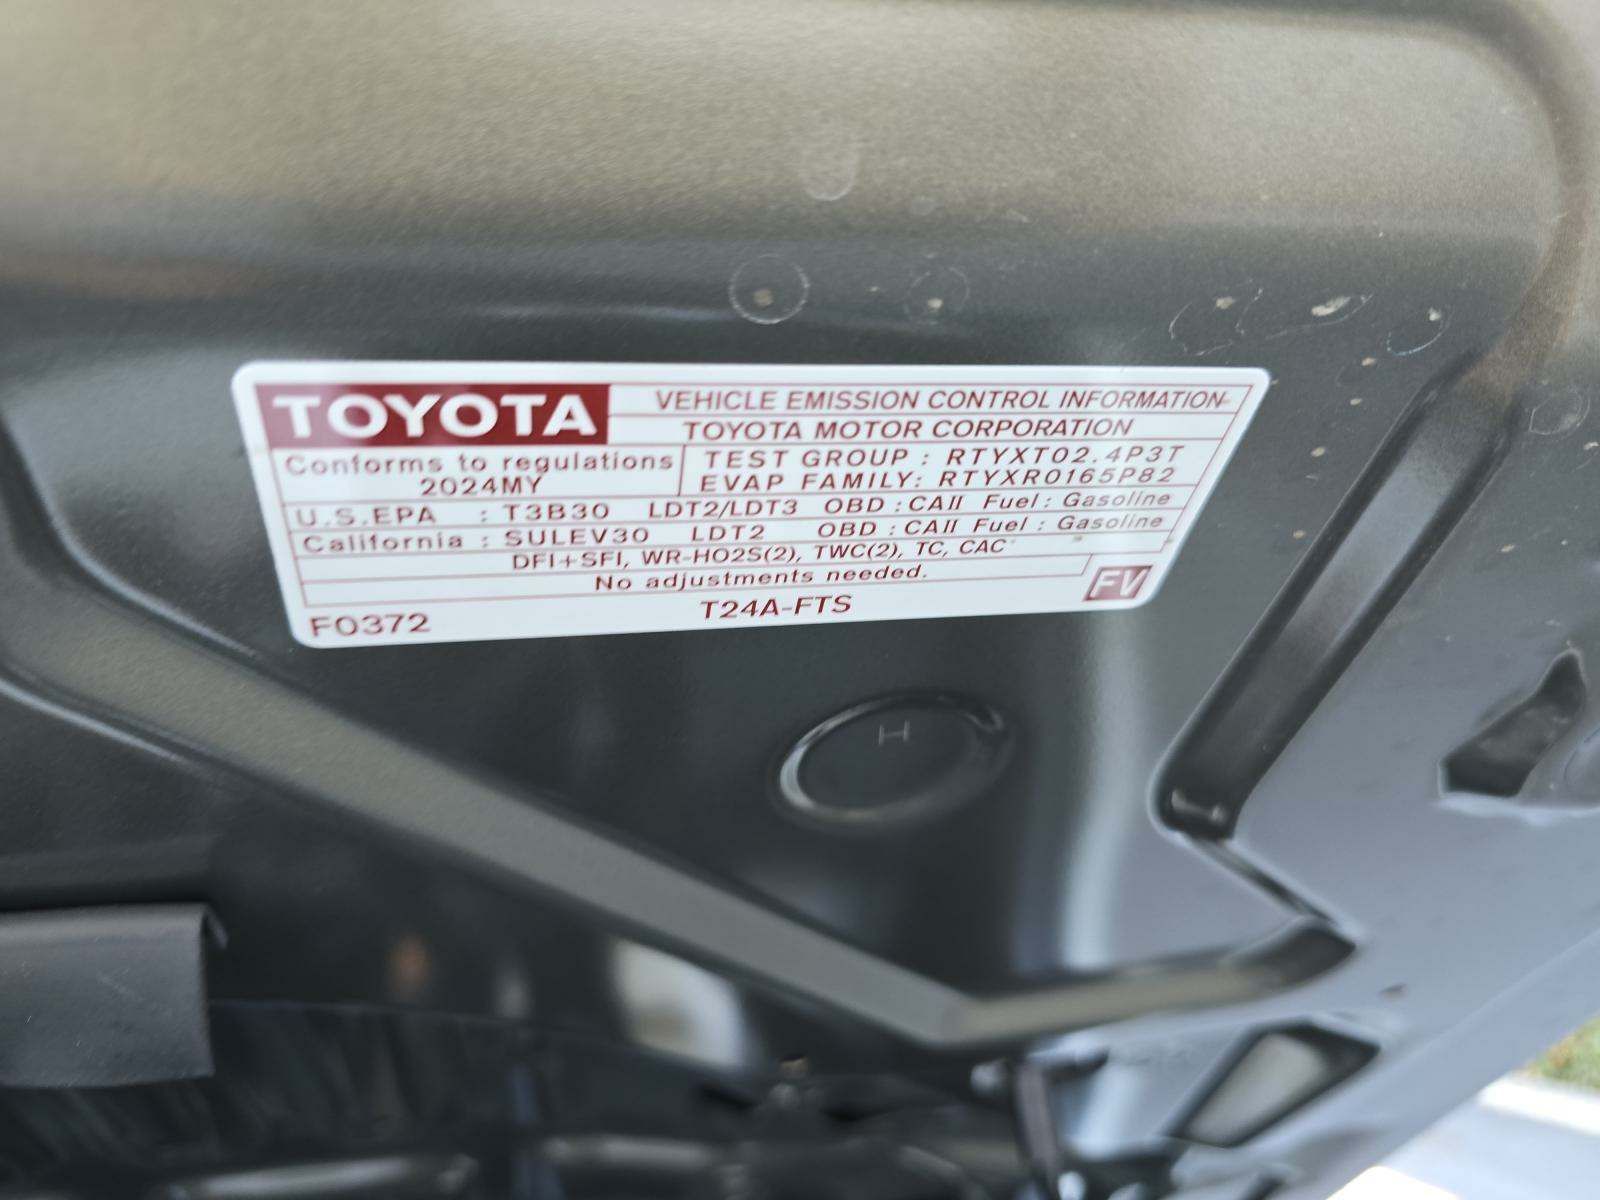 TOYOTA
VEHICLE EMISSION CONTROL INFORMATION
TOYOTA MOTOR CORPORATION
Conforms to regulations
2024MY
TEST GROUP : RTYXT02.4P3T
EVAP FAMILY: RTYXR0165P82
U.S.EPA : T3B30 LDT2/LDT3 OBD : CAII Fuel : Gasoline
California : SULEV30 LDT2 OBD : CAII Fuel : Gasoline
DFI+SFI, WR-HO2S(2), TWC(2), TC, CAC
No adjustments needed.
FV
F0372
T24A-FTS
H